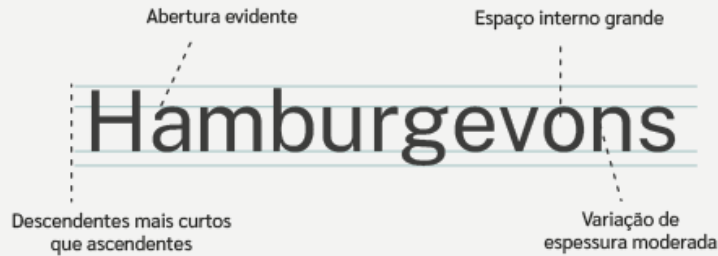 Abertura evidente
Espaço interno grande
Hamburgevons
Descendentes mais curtos
que ascendentes
Variação de
espessura moderada